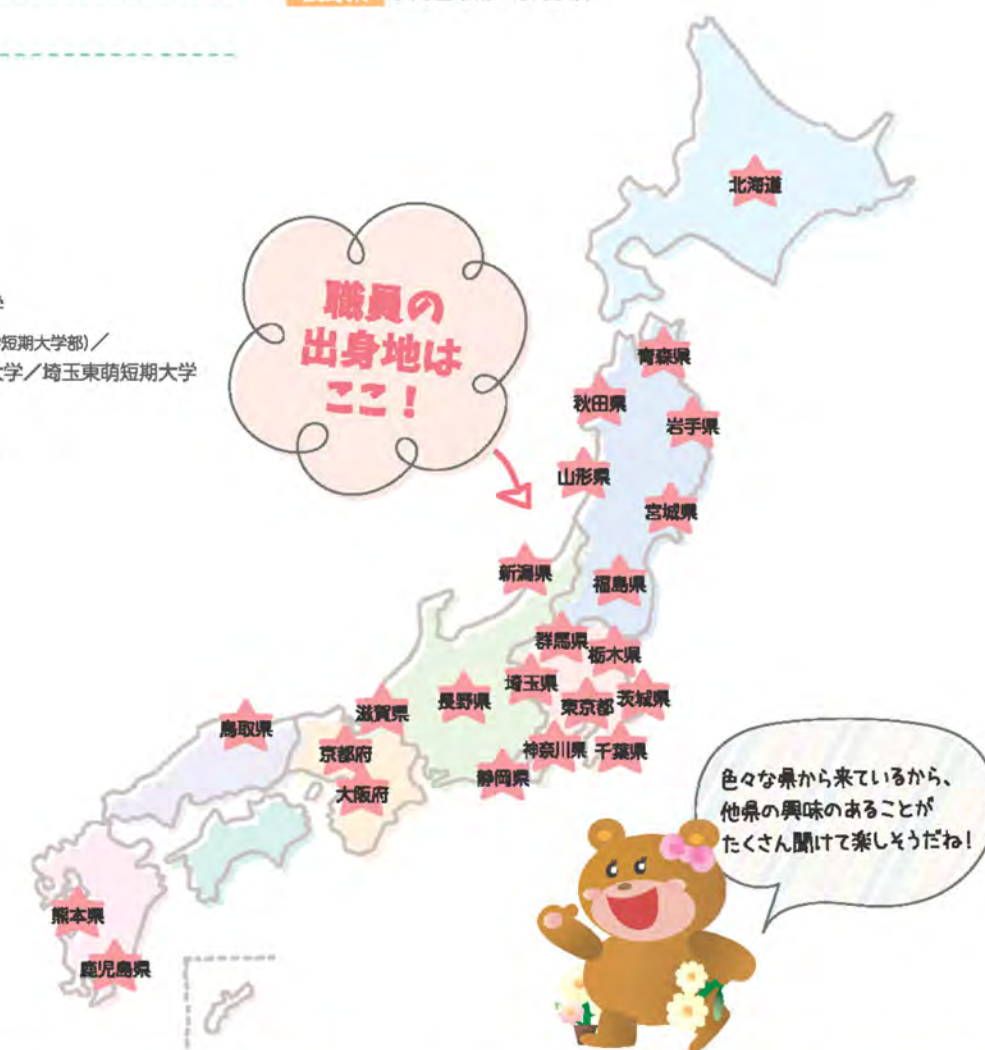 短期大学部)／
大学／埼玉東萌短期大学
職員の
出身地は
ここ！
北海道
青森県
秋田県
岩手県
山形県
宮城県
新潟県
福島県
群馬県
栃木県
埼玉県
茨城県
長野県
東京都
滋賀県
鳥取県
京都府
神奈川県
千葉県
静岡県
大阪府
熊本県
鹿児島県
色々な県から来ているから、
他県の興味のあることが
たくさん聞けて楽しそうだね！